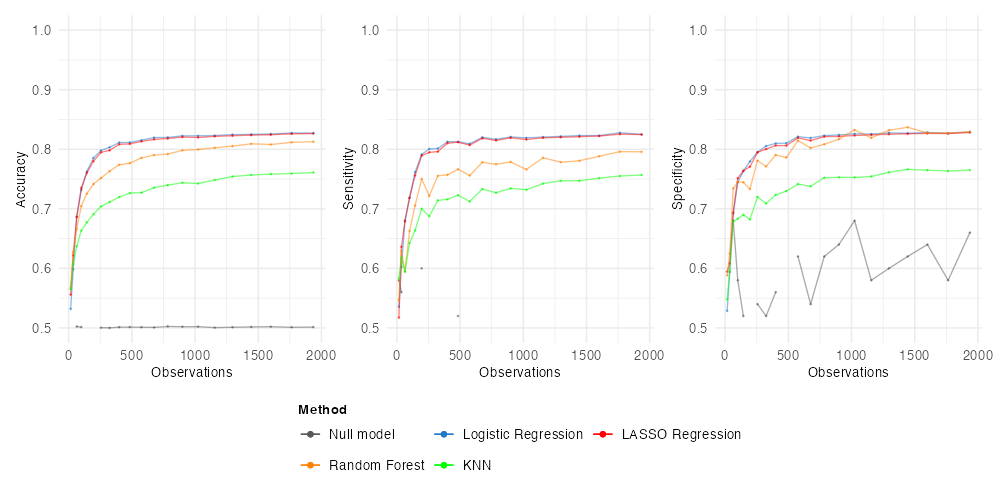 1.0
0.9
0.8
0.7
0.6
0.5
Accuracy
0 500 1000 1500 2000
Observations
1.0
0.9
0.8
0.7
0.6
0.5
Sensitivity
0 500 1000 1500 2000
Observations
1.0
0.9
0.8
0.7
0.6
0.5
Specificity
0 500 1000 1500 2000
Observations
Method
Null model Logistic Regression LASSO Regression
Random Forest KNN